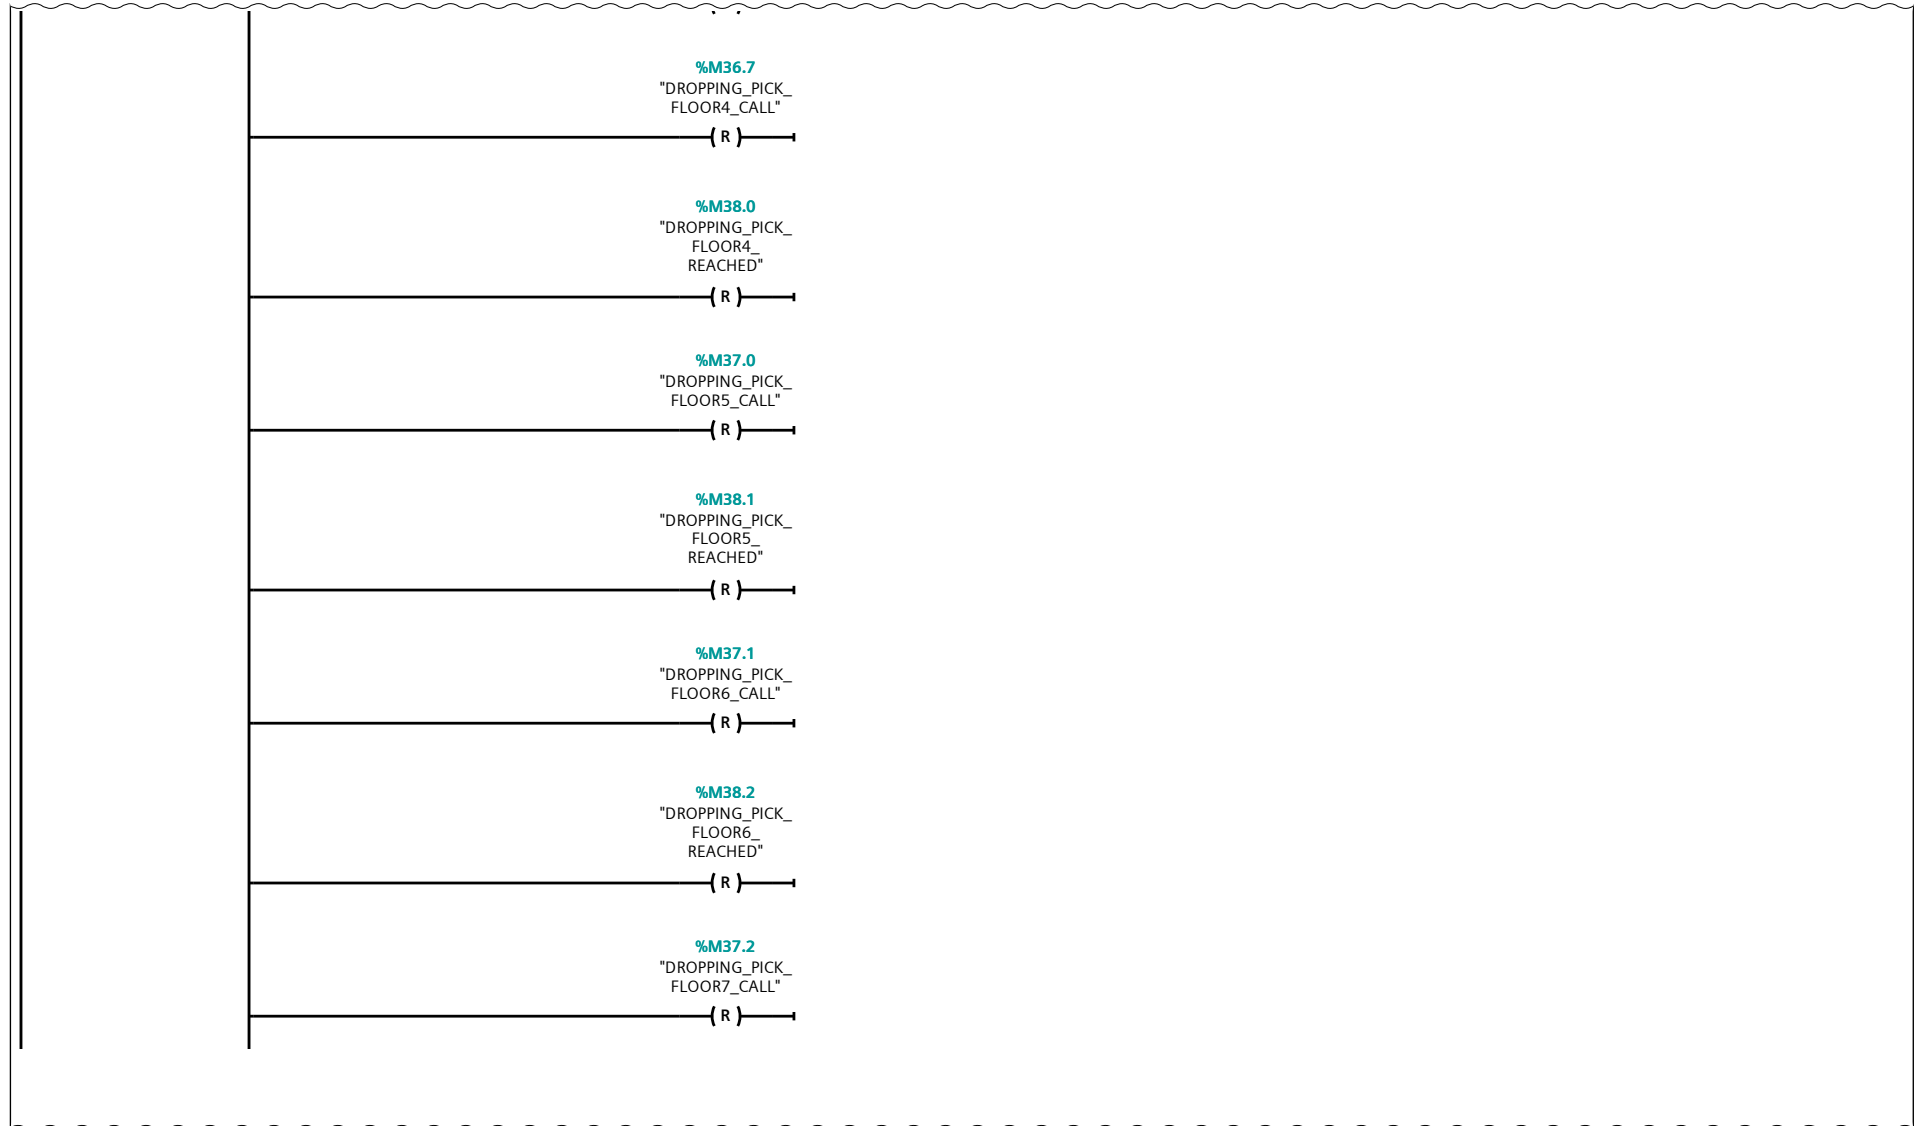 %M36.7
"DROPPING_PICK_
FLOOR4_CALL"
( R )
%M38.0
"DROPPING_PICK_
FLOOR4_
REACHED"
( R )
%M37.0
"DROPPING_PICK_
FLOOR5_CALL"
( R )
%M38.1
"DROPPING_PICK_
FLOOR5_
REACHED"
( R )
%M37.1
"DROPPING_PICK_
FLOOR6_CALL"
( R )
%M38.2
"DROPPING_PICK_
FLOOR6_
REACHED"
( R )
%M37.2
"DROPPING_PICK_
FLOOR7_CALL"
( R )